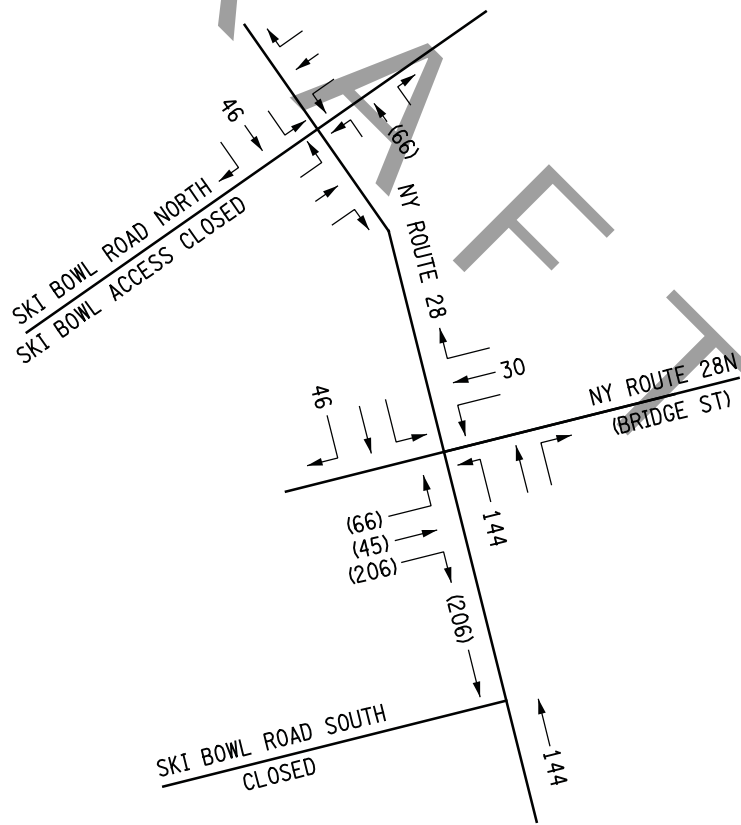 A
F
T
46
(66)
SKI BOWL ROAD NORTH
SKI BOWL ACCESS CLOSED
NY ROUTE 28
30
NY ROUTE 28N
(BRIDGE ST)
46
(66)
(45)
(206)
144
(206)
SKI BOWL ROAD SOUTH
CLOSED
144